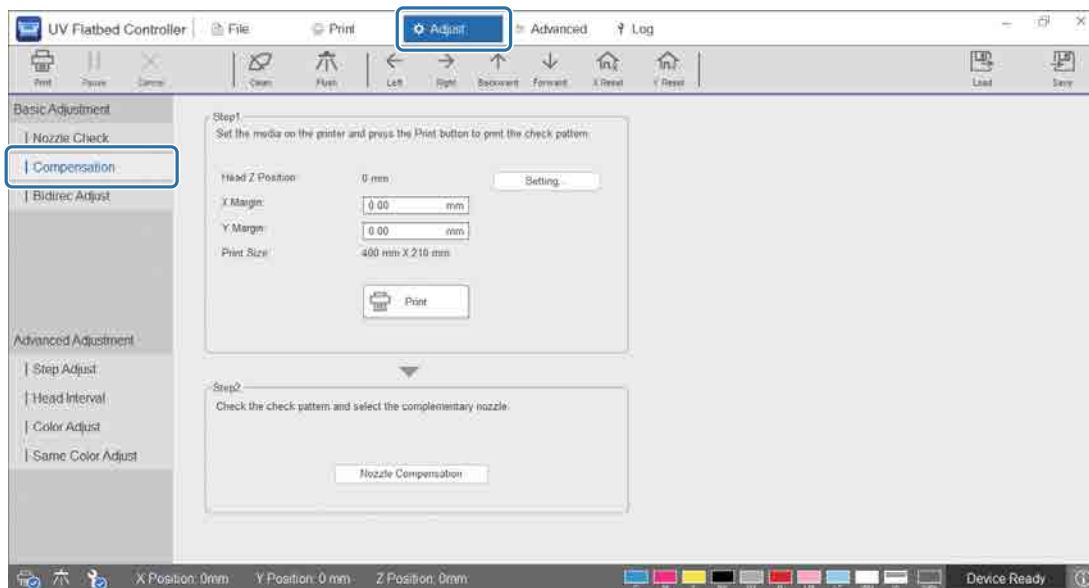 UV Flatbed Controller File Print Adjust Advanced Log
Print Pause Cancel Clean Flush Left Right Backward Forward X Reset Y Reset Load Save
Basic Adjustment
Nozzle Check
Compensation
Bidirec Adjust
Advanced Adjustment
Step Adjust
Head Interval
Color Adjust
Same Color Adjust
Step1
Set the media on the printer and press the Print button to print the check pattern.
Head Z Position: 0 mm Setting...
X Margin: 0.00 mm
Y Margin: 0.00 mm
Print Size: 400 mm X 210 mm
Print
Step2
Check the check pattern and select the complementary nozzle.
Nozzle Compensation
X Position: 0mm Y Position: 0 mm Z Position: 0mm Device Ready